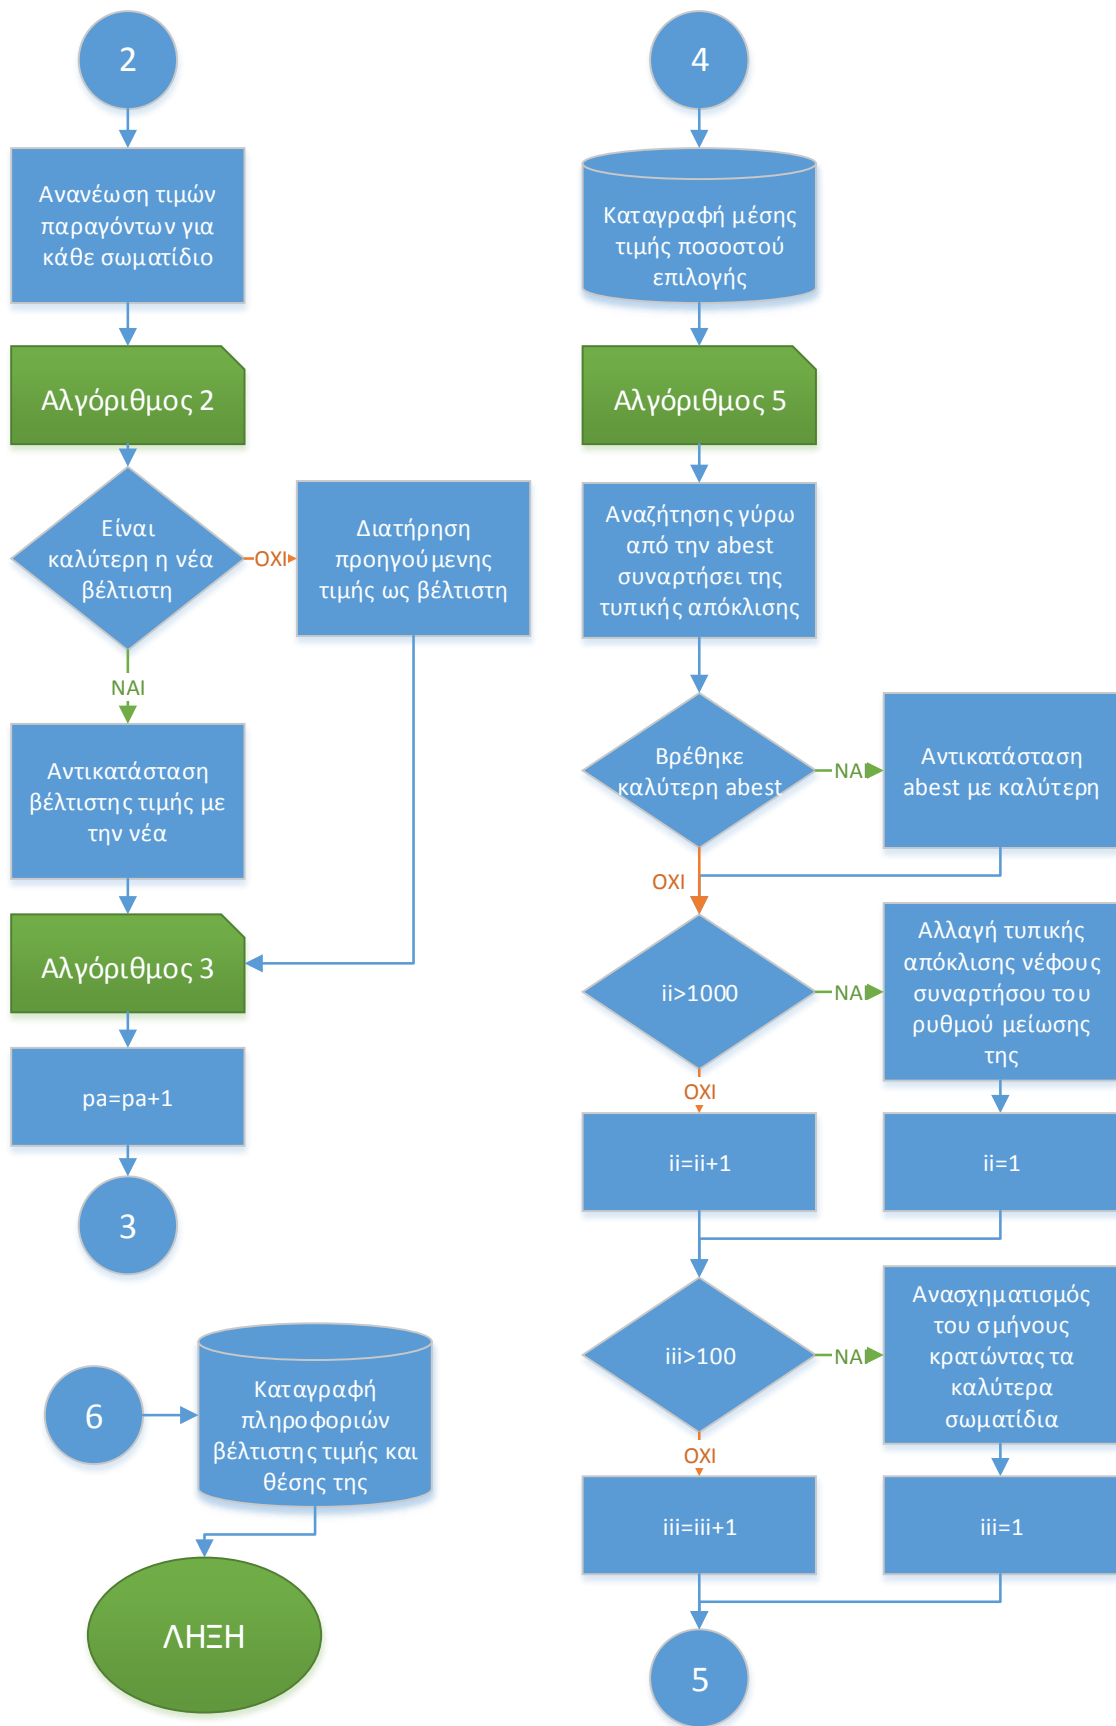 2
Ανανέωση τιμών
παραγόντων για
κάθε σωματίδιο
Αλγόριθμος 2
Είναι
καλύτερη η νέα
βέλτιστη
ΟΧΙ
Διατήρηση
προηγούμενης
τιμής ως βέλτιστη
ΝΑΙ
Αντικατάσταση
βέλτιστης τιμής με
την νέα
Αλγόριθμος 3
pa=pa+1
3
6
Καταγραφή
πληροφοριών
βέλτιστης τιμής και
θέσης της
ΛΗΞΗ
4
Καταγραφή μέσης
τιμής ποσοστού
επιλογής
Αλγόριθμος 5
Αναζήτησης γύρω
από την abest
συναρτήσει της
τυπικής απόκλισης
Βρέθηκε
καλύτερη abest
ΝΑΙ
Αντικατάσταση
abest με καλύτερη
ΟΧΙ
ii>1000
ΝΑΙ
Αλλαγή τυπικής
απόκλισης νέφους
συναρτήσου του
ρυθμού μείωσης
της
ΟΧΙ
ii=ii+1
ii=1
iii>100
ΝΑΙ
Ανασχηματισμός
του σμήνους
κρατώντας τα
καλύτερα
σωματίδια
ΟΧΙ
iii=iii+1
iii=1
5